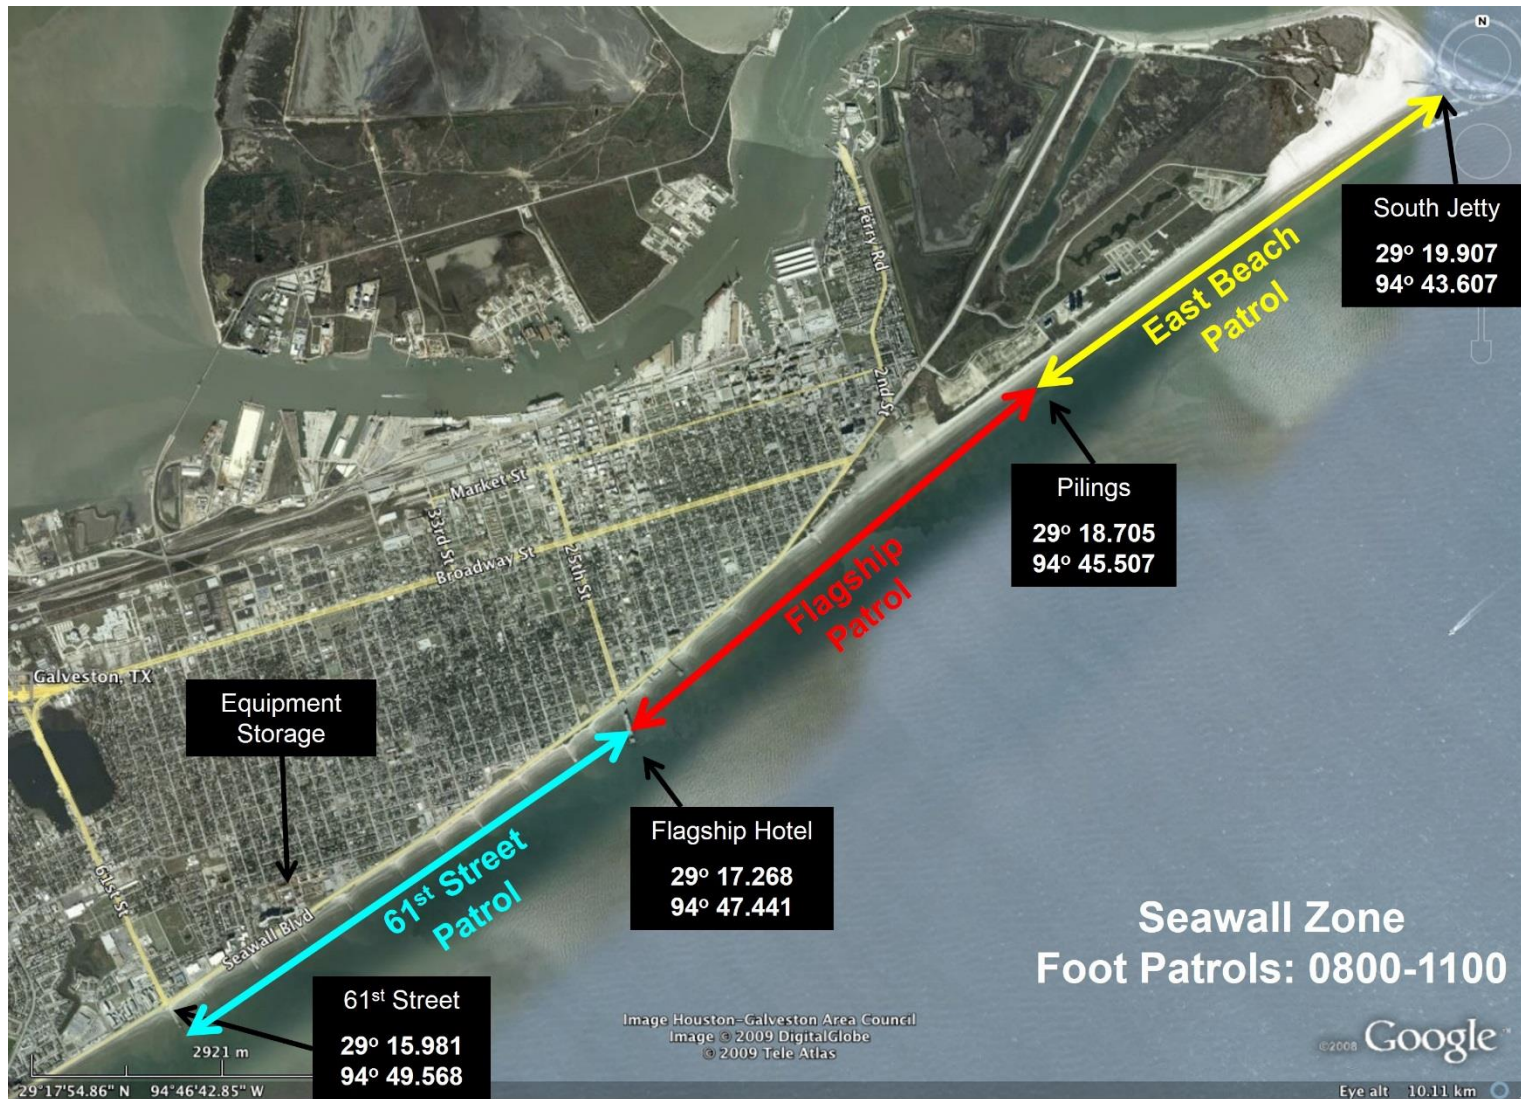 N
South Jetty
29° 19.907
94° 43.607
Ferry Rd
East Beach
Patrol
2nd St
Pilings
29° 18.705
94° 45.507
Market St
33rd St
Broadway St
25th St
Flagship
Patrol
Galveston, TX
Equipment
Storage
Flagship Hotel
29° 17.268
94° 47.441
61st St
61st Street
Patrol
Seawall Blvd
Seawall Zone
Foot Patrols: 0800-1100
61st Street
29° 15.981
94° 49.568
Image Houston-Galveston Area Council
Image © 2009 DigitalGlobe
© 2009 Tele Atlas
©2008 Google™
2921 m
29°17'54.86" N 94°46'42.85" W
Eye alt 10.11 km